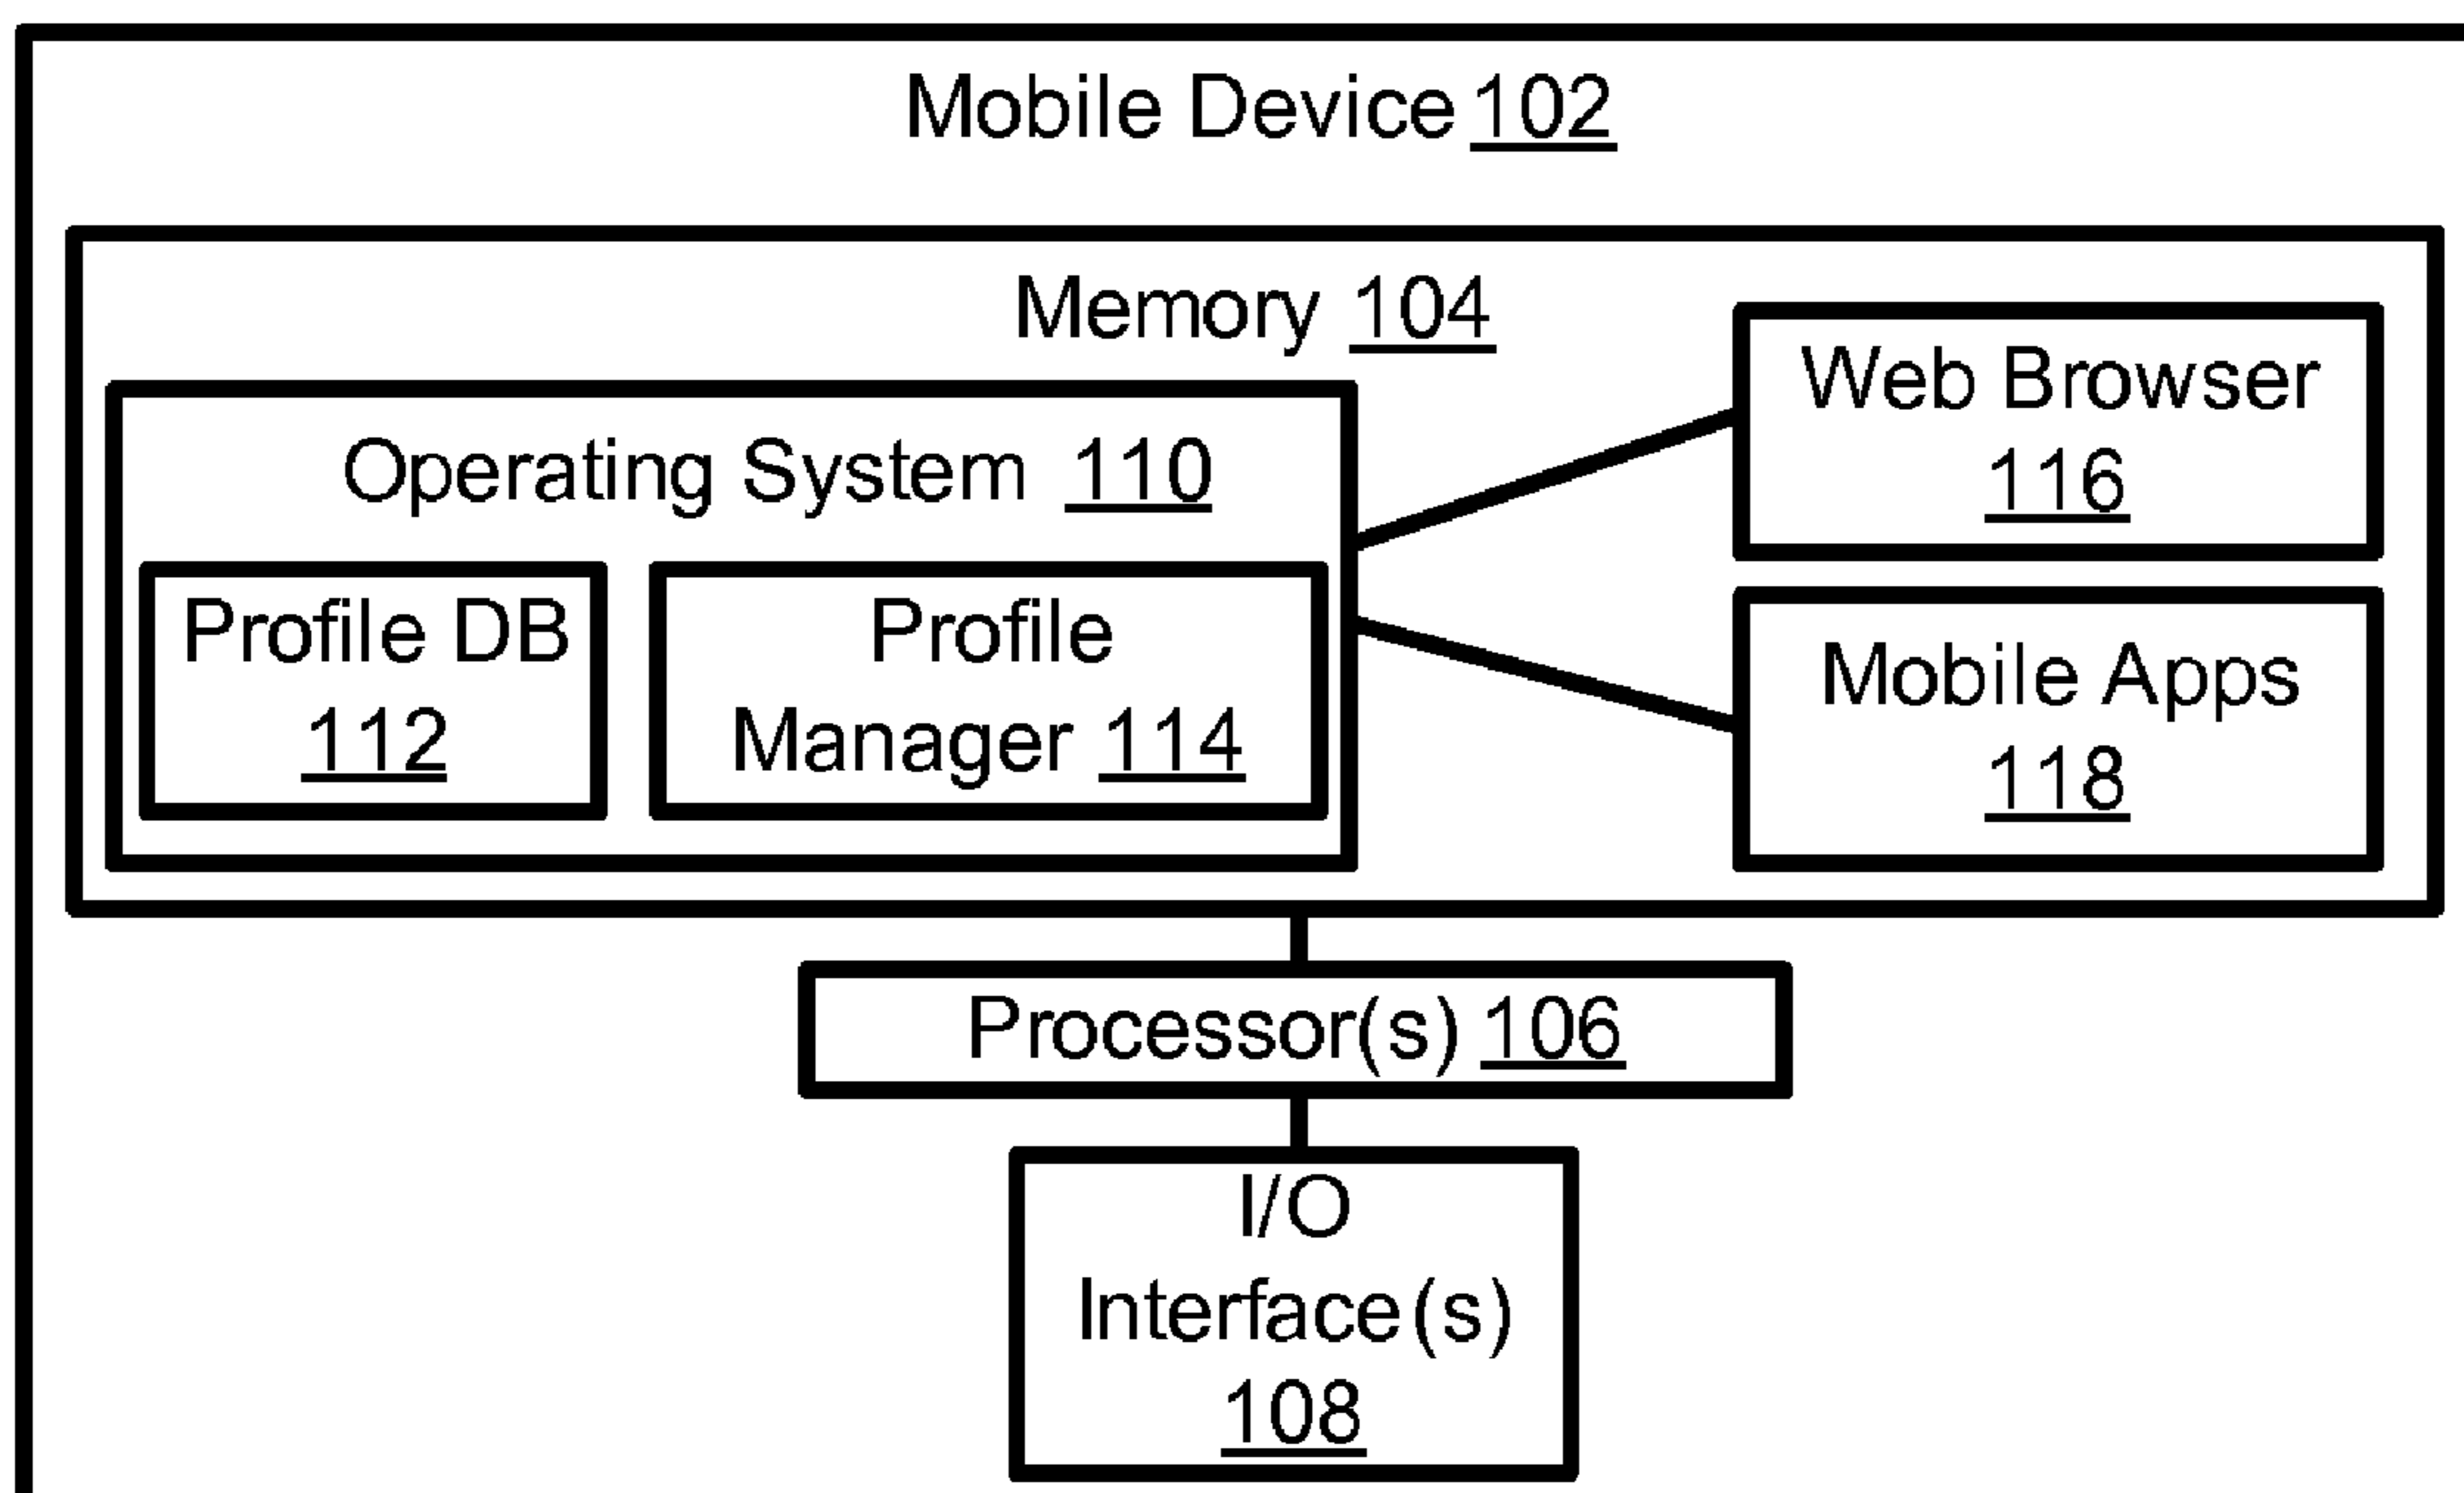 Mobile Device 102
Memory 104
Operating System 110
Profile DB
112
Profile
Manager 114
Web Browser
116
Mobile Apps
118
Processor(s) 106
I/O
Interface(s)
108